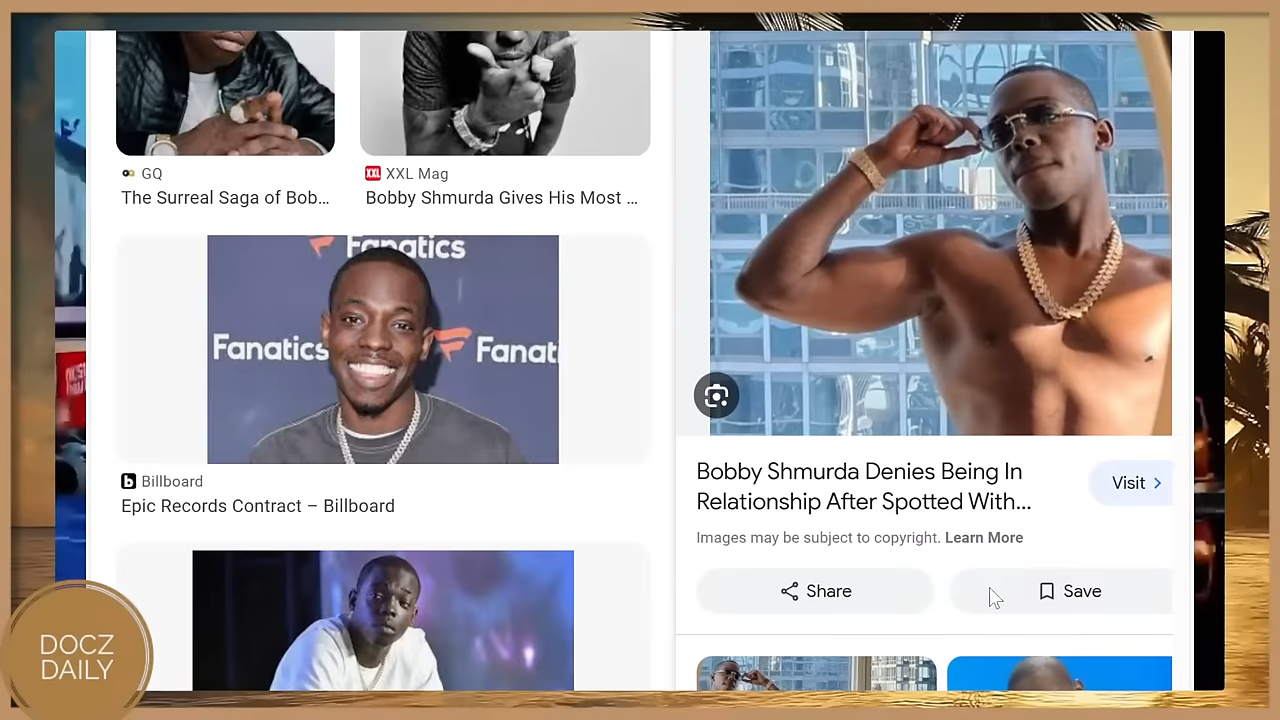 GQ
The Surreal Saga of Bob...
XXL
XXL Mag
Bobby Shmurda Gives His Most ...
Fanatics
Fanatics
Fanat
b
Billboard
Epic Records Contract – Billboard
Bobby Shmurda Denies Being In
Relationship After Spotted With...
Visit
Images may be subject to copyright. Learn More
Share
Save
DOCZ
DAILY